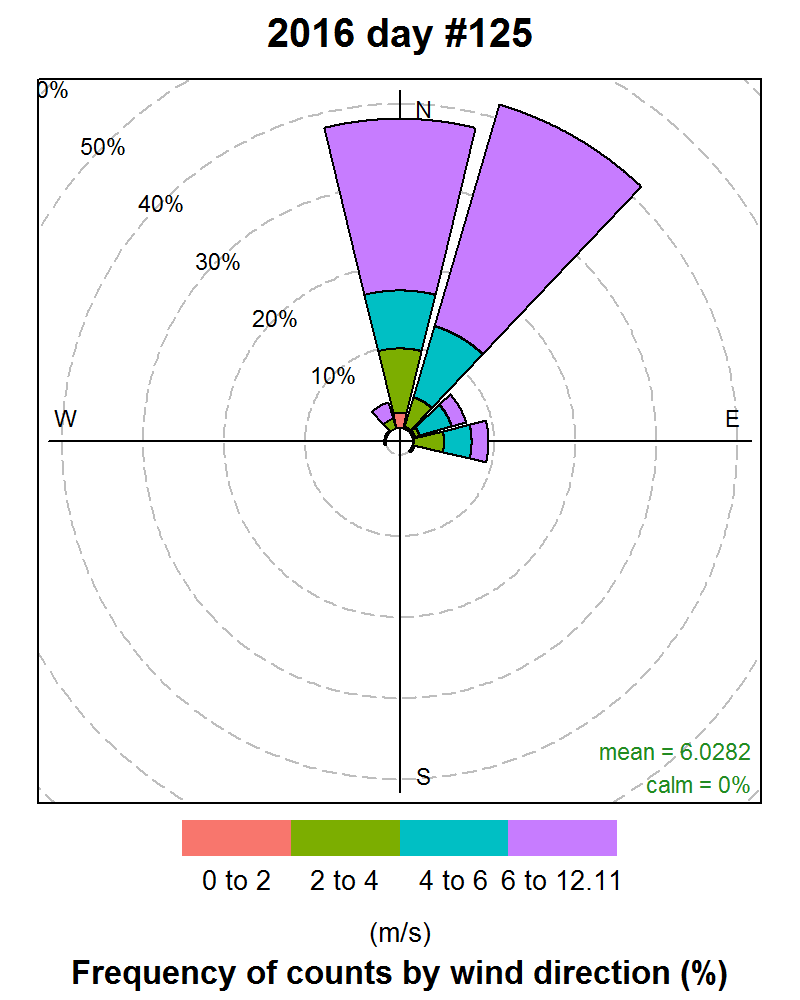 2016 day #125
0%
N
50%
40%
30%
20%
10%
W
E
mean = 6.0282
S
calm = 0%
0 to 2 2 to 4 4 to 6 6 to 12.11
(m/s)
Frequency of counts by wind direction (%)